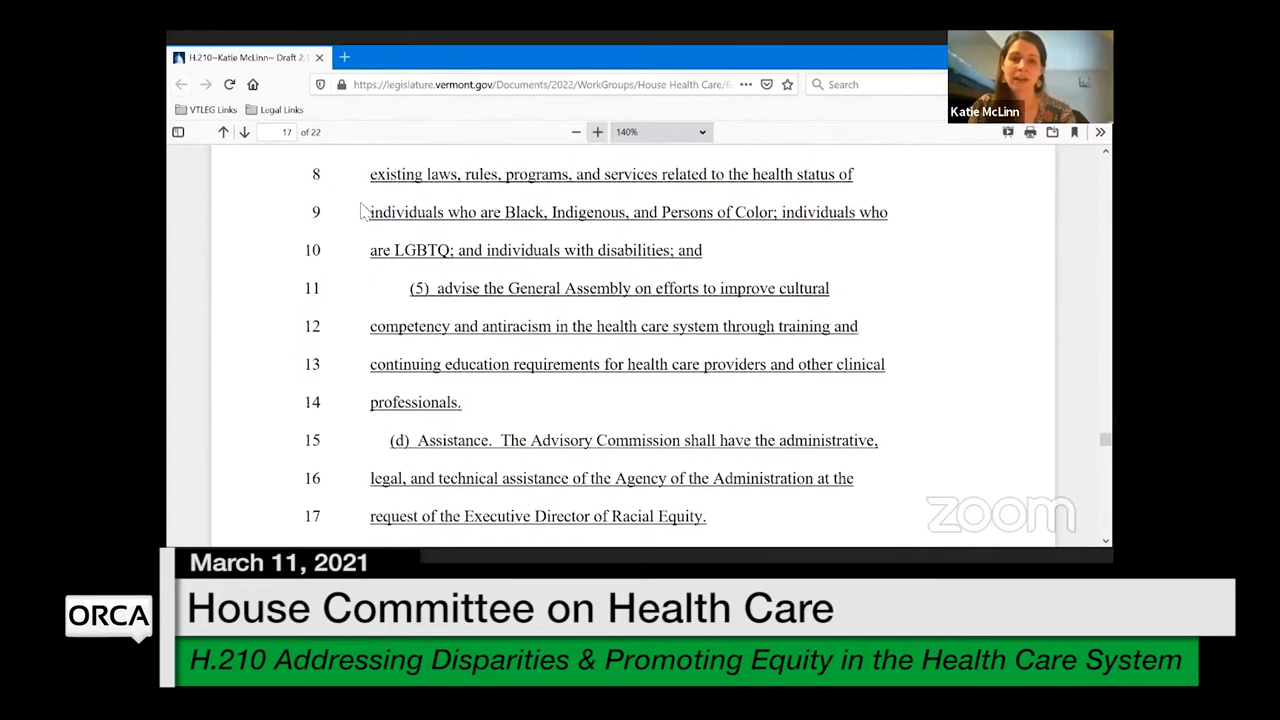 H.210~Katie McLinn~ Draft 2.1
https://legislature.vermont.gov/Documents/2022/WorkGroups/House Health Care/
Search
VTLEG Links
Legal Links
17 of 22
140%
Katie McLinn
8 existing laws, rules, programs, and services related to the health status of
9 individuals who are Black, Indigenous, and Persons of Color; individuals who
10 are LGBTQ; and individuals with disabilities; and
11 (5) advise the General Assembly on efforts to improve cultural
12 competency and antiracism in the health care system through training and
13 continuing education requirements for health care providers and other clinical
14 professionals.
15 (d) Assistance. The Advisory Commission shall have the administrative,
16 legal, and technical assistance of the Agency of the Administration at the
17 request of the Executive Director of Racial Equity.
zoom
March 11, 2021
ORCA
House Committee on Health Care
H.210 Addressing Disparities & Promoting Equity in the Health Care System